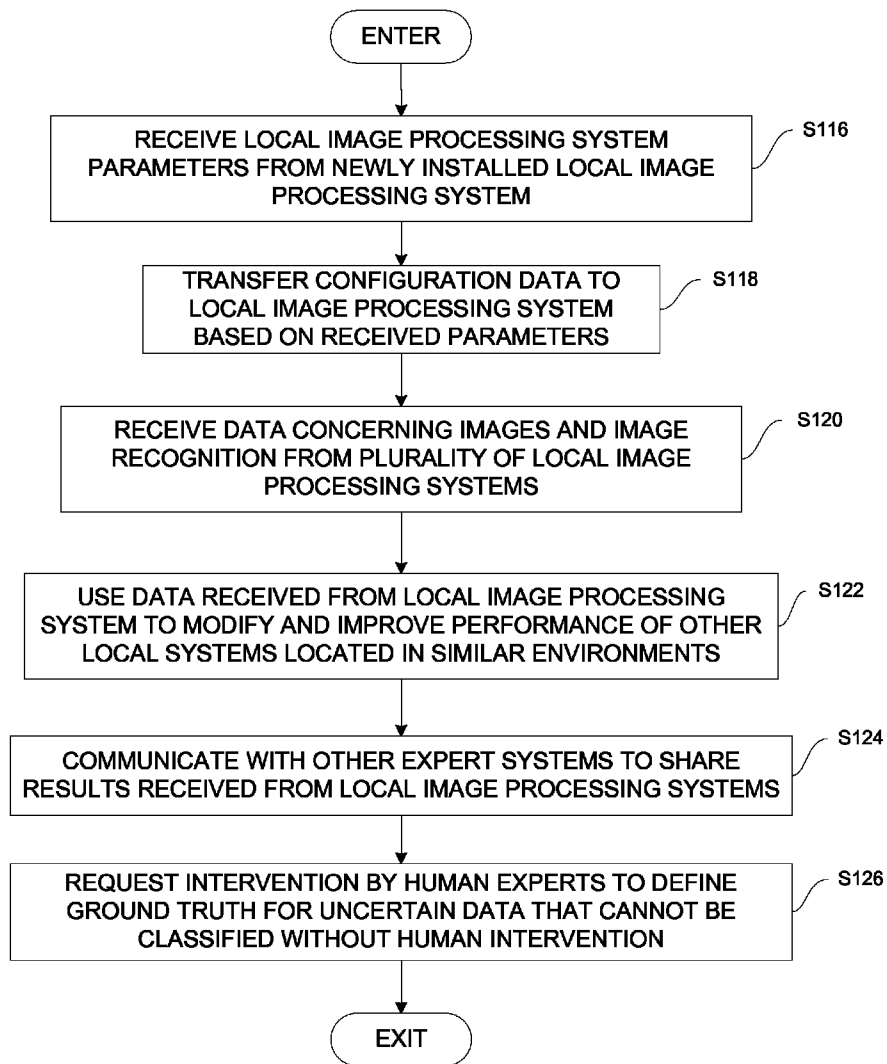 ENTER
RECEIVE LOCAL IMAGE PROCESSING SYSTEM
PARAMETERS FROM NEWLY INSTALLED LOCAL IMAGE
PROCESSING SYSTEM
S116
TRANSFER CONFIGURATION DATA TO
LOCAL IMAGE PROCESSING SYSTEM
BASED ON RECEIVED PARAMETERS
S118
RECEIVE DATA CONCERNING IMAGES AND IMAGE
RECOGNITION FROM PLURALITY OF LOCAL IMAGE
PROCESSING SYSTEMS
S120
USE DATA RECEIVED FROM LOCAL IMAGE PROCESSING
SYSTEM TO MODIFY AND IMPROVE PERFORMANCE OF OTHER
LOCAL SYSTEMS LOCATED IN SIMILAR ENVIRONMENTS
S122
COMMUNICATE WITH OTHER EXPERT SYSTEMS TO SHARE
RESULTS RECEIVED FROM LOCAL IMAGE PROCESSING SYSTEMS
S124
REQUEST INTERVENTION BY HUMAN EXPERTS TO DEFINE
GROUND TRUTH FOR UNCERTAIN DATA THAT CANNOT BE
CLASSIFIED WITHOUT HUMAN INTERVENTION
S126
EXIT